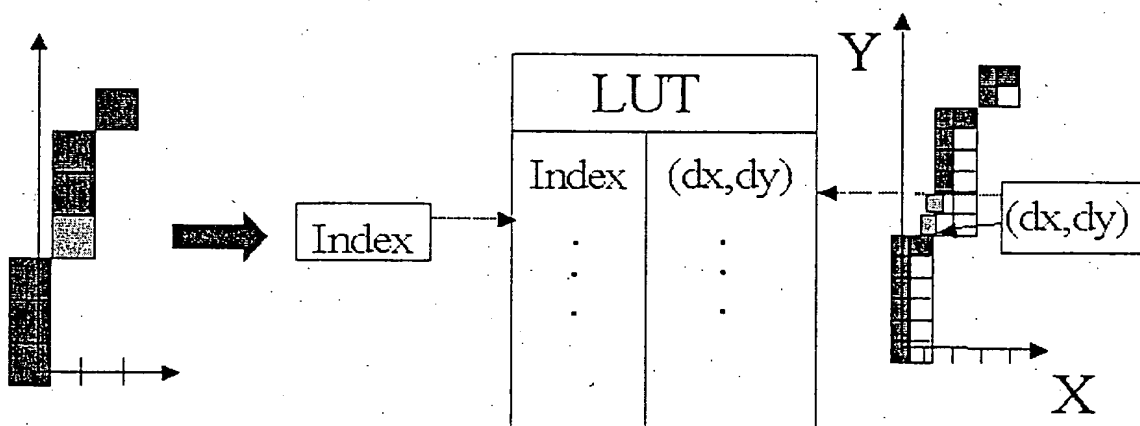 Y
LUT
Index (dx,dy)
Index
(dx,dy)
X